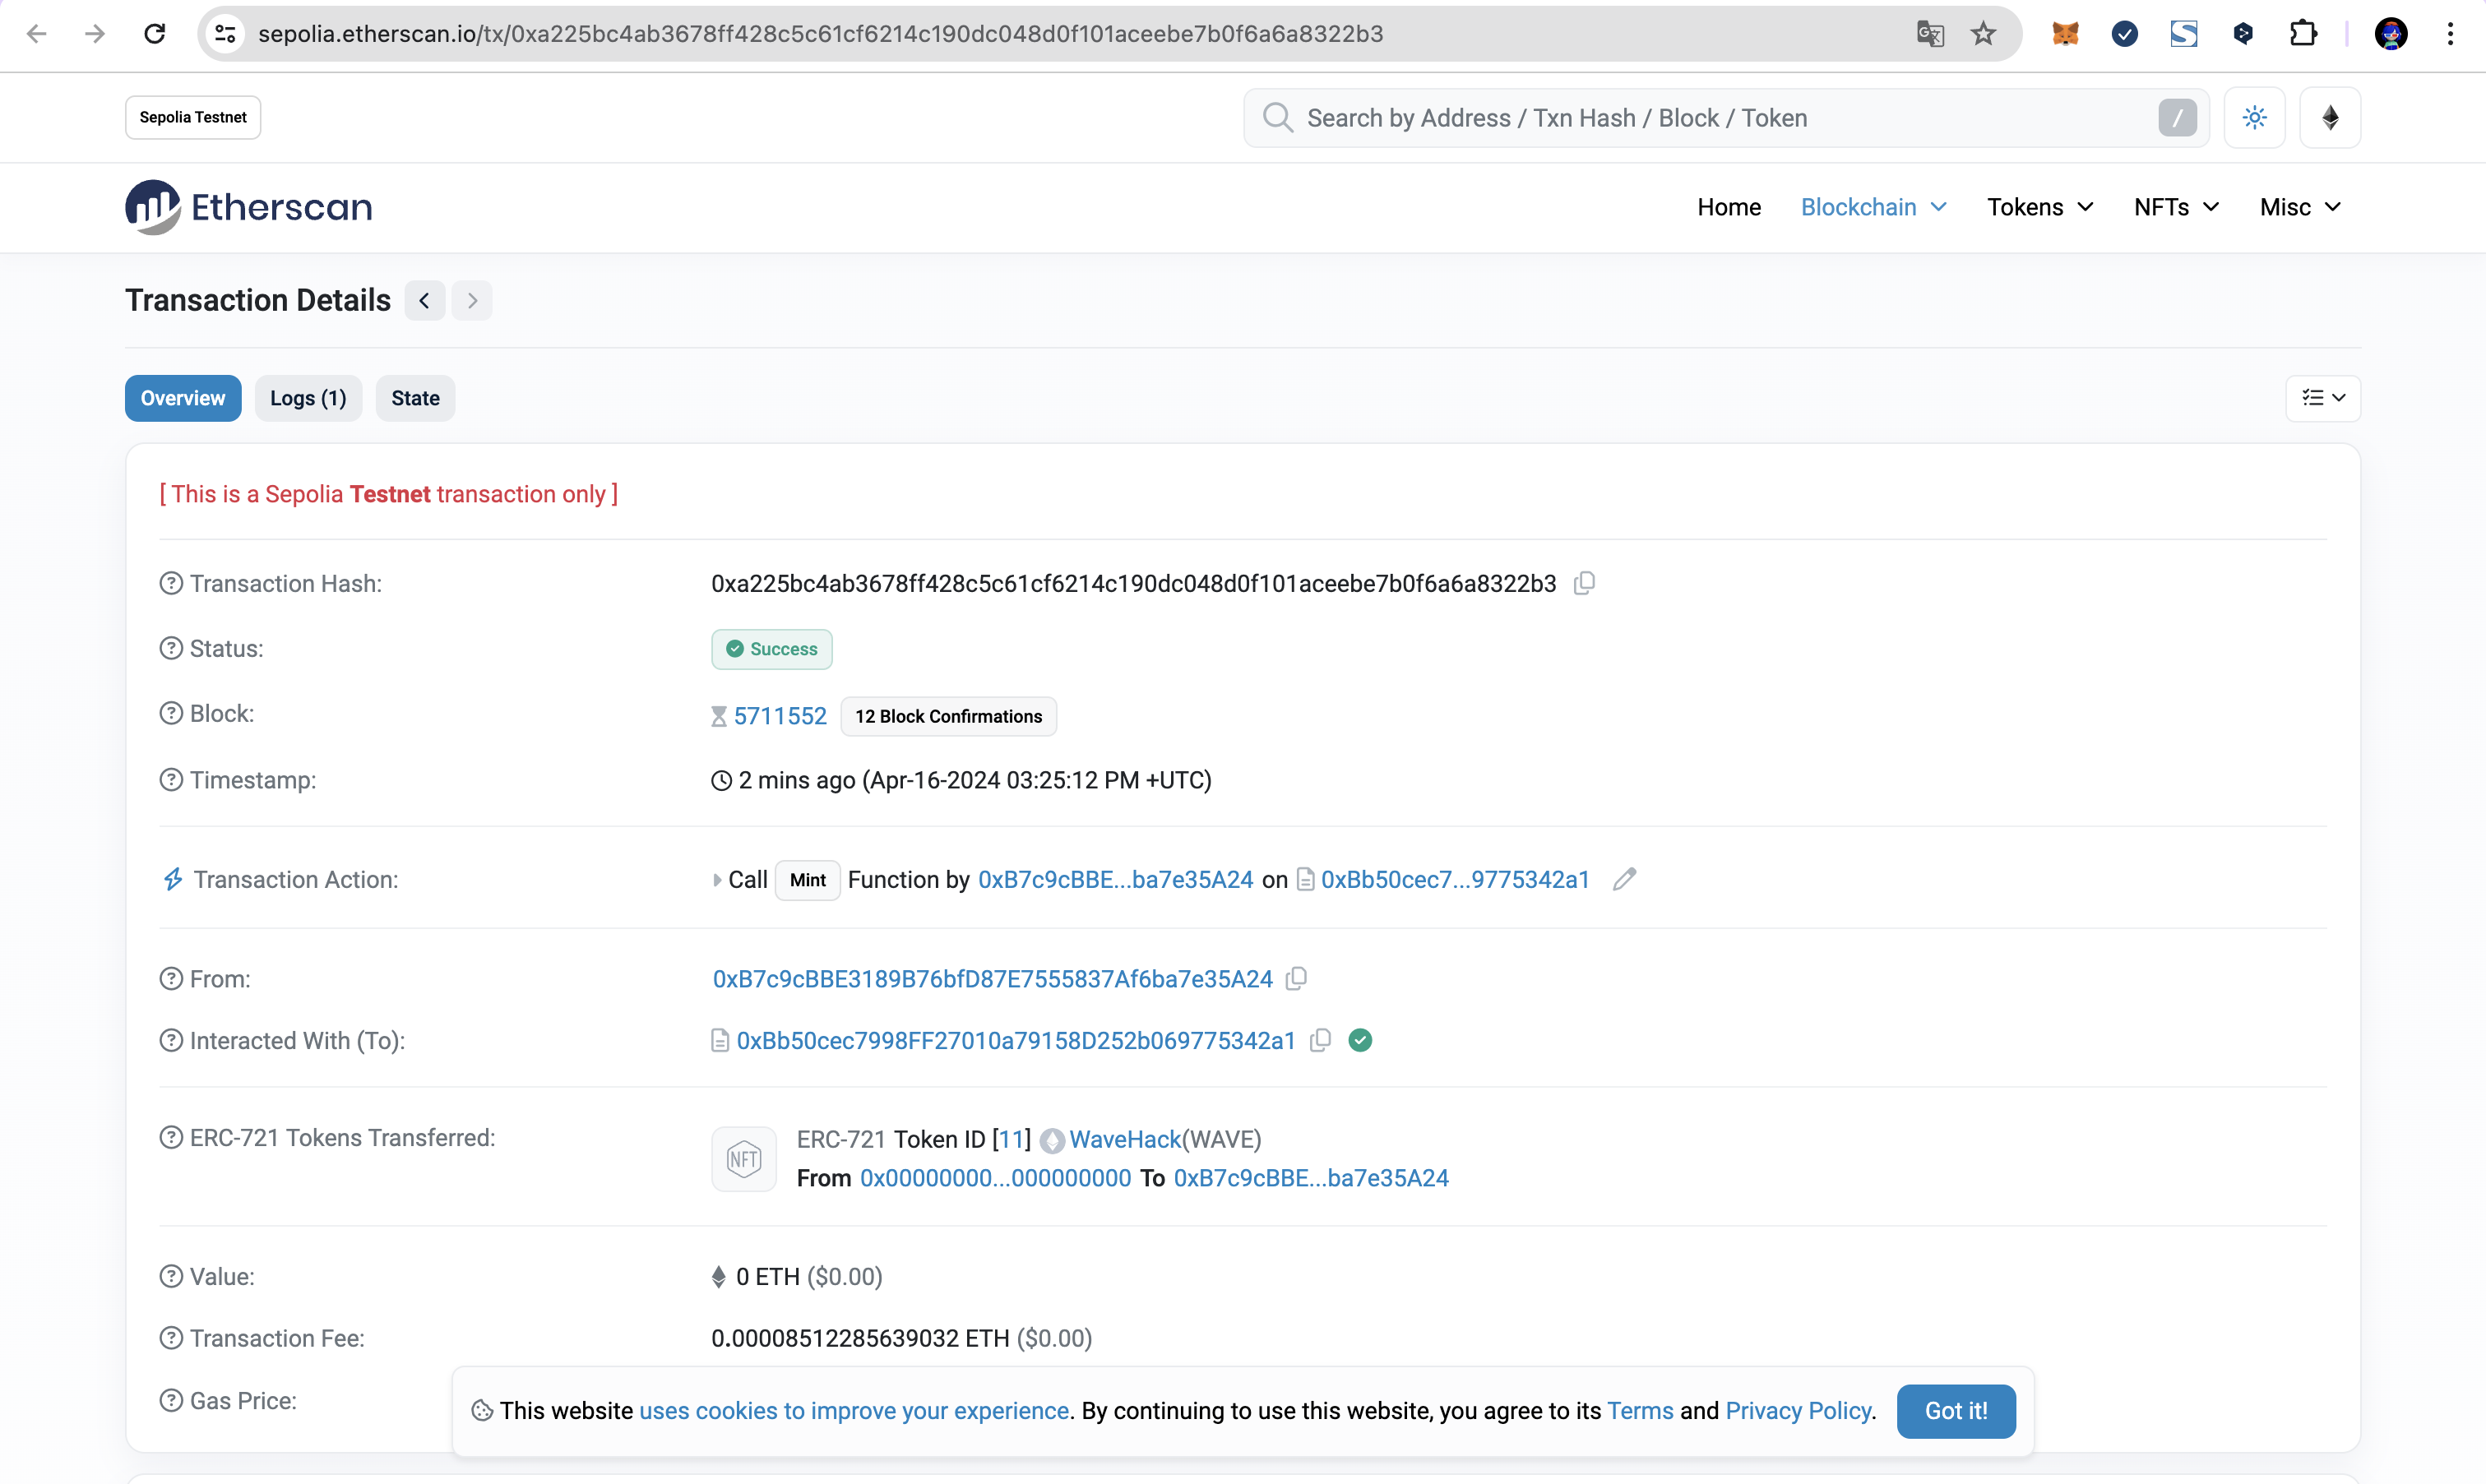 sepolia.etherscan.io/tx/0xa225bc4ab3678ff428c5c61cf6214c190dc048d0f101aceebe7b0f6a6a8322b3
Sepolia Testnet
Search by Address / Txn Hash / Block / Token
/
Etherscan
Home
Blockchain
Tokens
NFTs
Misc
Transaction Details
Overview
Logs (1)
State
[ This is a Sepolia Testnet transaction only ]
Transaction Hash:
0xa225bc4ab3678ff428c5c61cf6214c190dc048d0f101aceebe7b0f6a6a8322b3
Status:
Success
Block:
5711552
12 Block Confirmations
Timestamp:
2 mins ago (Apr-16-2024 03:25:12 PM +UTC)
Transaction Action:
Call Mint Function by 0xB7c9cBBE...ba7e35A24 on 0xBb50cec7...9775342a1
From:
0xB7c9cBBE3189B76bfD87E7555837Af6ba7e35A24
Interacted With (To):
0xBb50cec7998FF27010a79158D252b069775342a1
ERC-721 Tokens Transferred:
NFT
ERC-721 Token ID [11] WaveHack(WAVE)
From 0x00000000...000000000 To 0xB7c9cBBE...ba7e35A24
Value:
0 ETH ($0.00)
Transaction Fee:
0.00008512285639032 ETH ($0.00)
Gas Price:
This website uses cookies to improve your experience. By continuing to use this website, you agree to its Terms and Privacy Policy.
Got it!